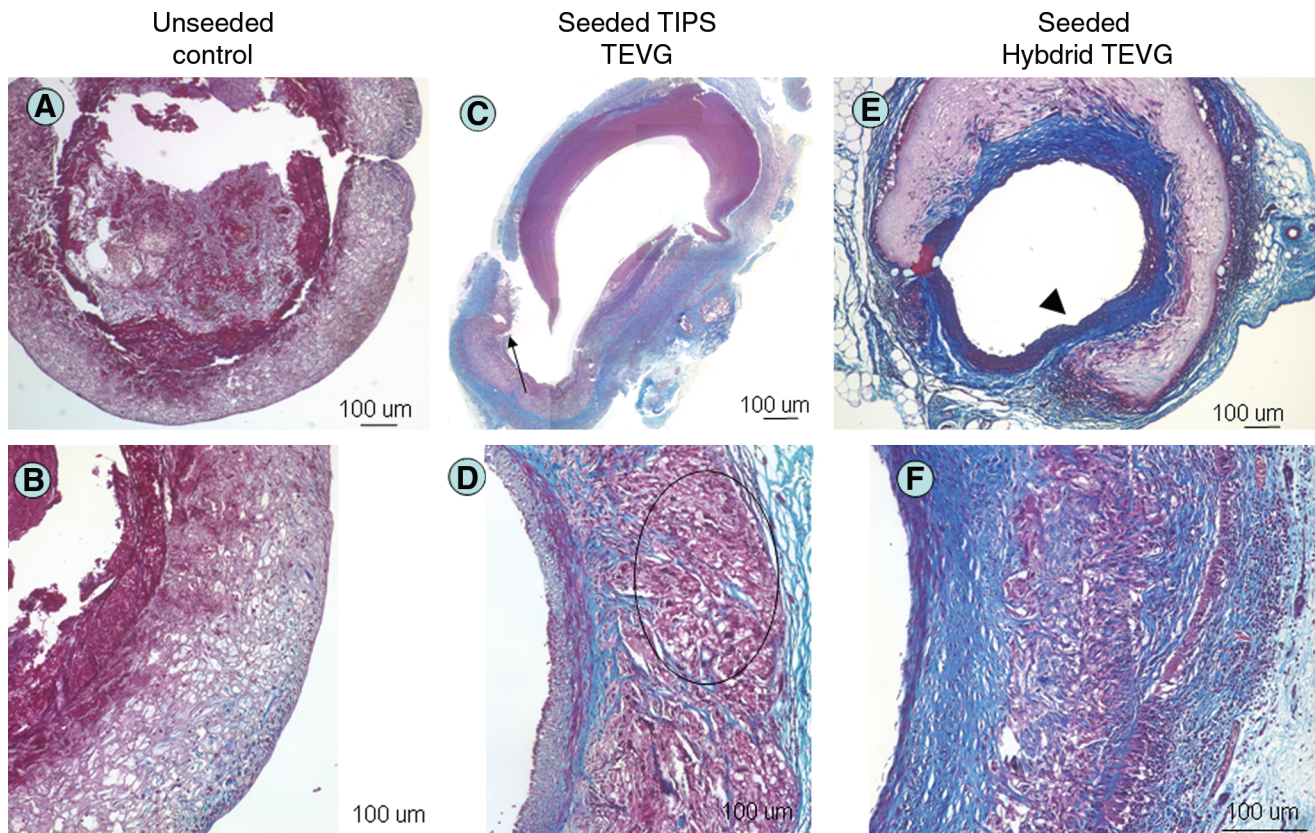 Unseeded
control
Seeded TIPS
TEVG
Seeded
Hybdrid TEVG
A
100 um
C
100 um
E
100 um
B
100 um
D
100 um
F
100 um